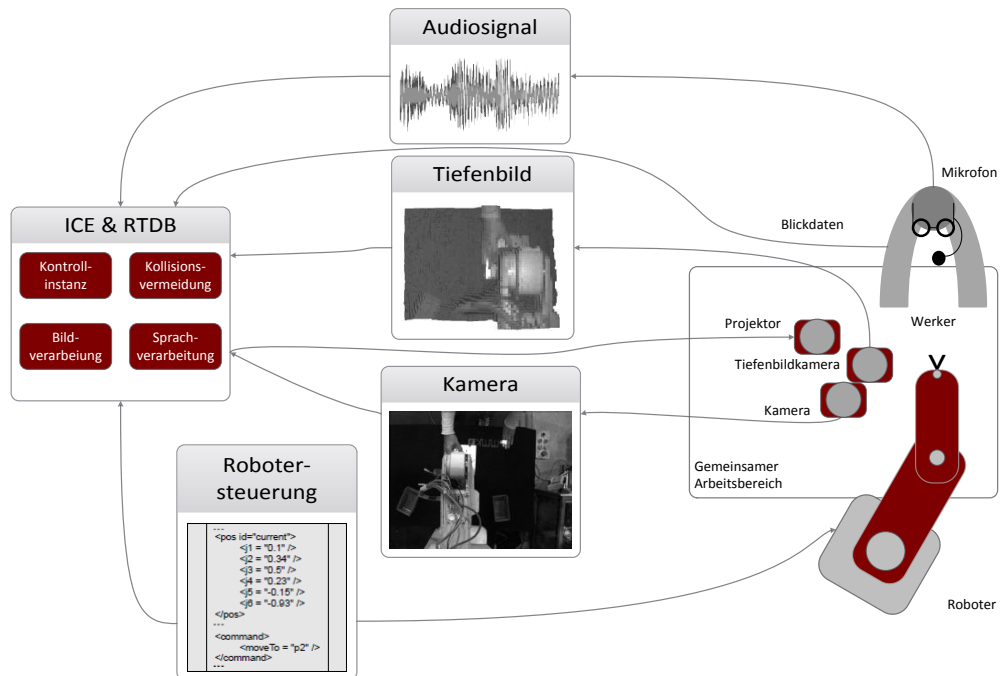 Audiosignal
Tiefenbild
ICE & RTDB
Kontroll-
instanz
Kollisions-
vermeidung
Bild-
verarbeiung
Sprach-
verarbeitung
Kamera
Roboter-
steuerung
---
<pos id="current">
<j1 = "0.1" />
<j2 = "0.34" />
<j3 = "0.5" />
<j4 = "0.23" />
<j5 = "-0.15" />
<j6 = "-0.93" />
</pos>
---
<command>
<moveTo = "p2" />
</command>
---
Mikrofon
Blickdaten
Werker
Projektor
Tiefenbildkamera
Kamera
Gemeinsamer
Arbeitsbereich
Roboter